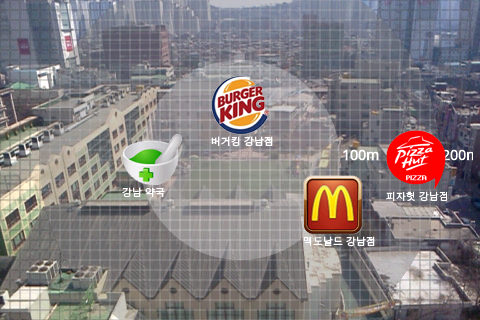 BURGER
KING
버거킹 강남점
100m
Pizza
Hut
PIZZA
200m
강남 약국
피자헛 강남점
맥도날드 강남점